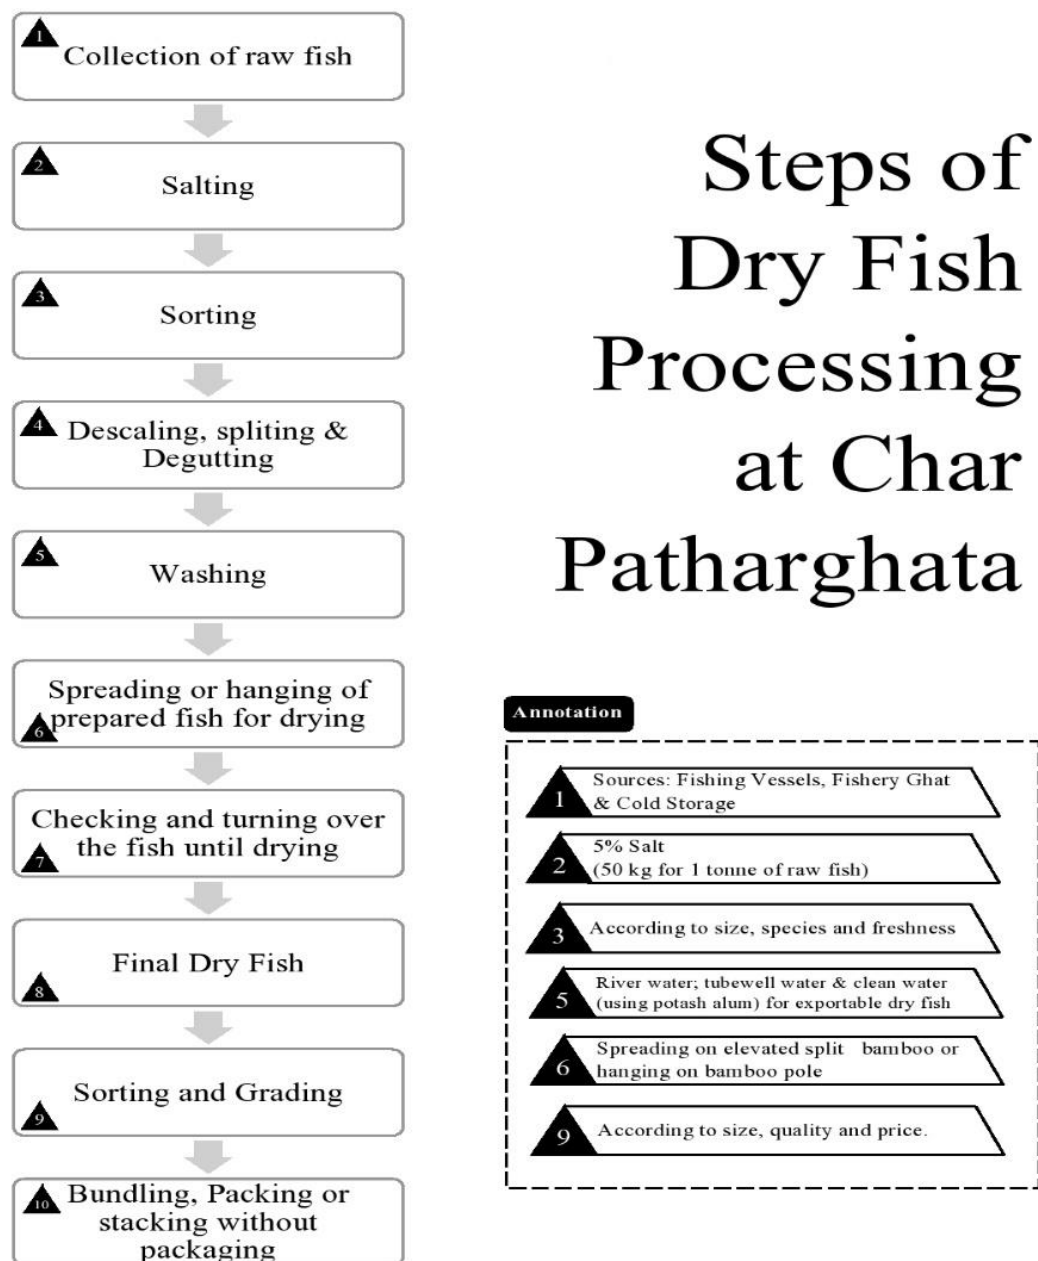 1
Collection of raw fish
2
Salting
3
Sorting
4
Descaling, spliting &
Degutting
5
Washing
Spreading or hanging of
prepared fish for drying
6
Checking and turning over
the fish until drying
7
Final Dry Fish
8
Sorting and Grading
9
Bundling, Packing or
10
stacking without
packaging
Steps of
Dry Fish
Processing
at Char
Patharghata
Annotation
1
Sources: Fishing Vessels, Fishery Ghat
& Cold Storage
2
5% Salt
(50 kg for 1 tonne of raw fish)
3
According to size, species and freshness
5
River water; tubewell water & clean water
(using potash alum) for exportable dry fish
6
Spreading on elevated split bamboo or
hanging on bamboo pole
9
According to size, quality and price.